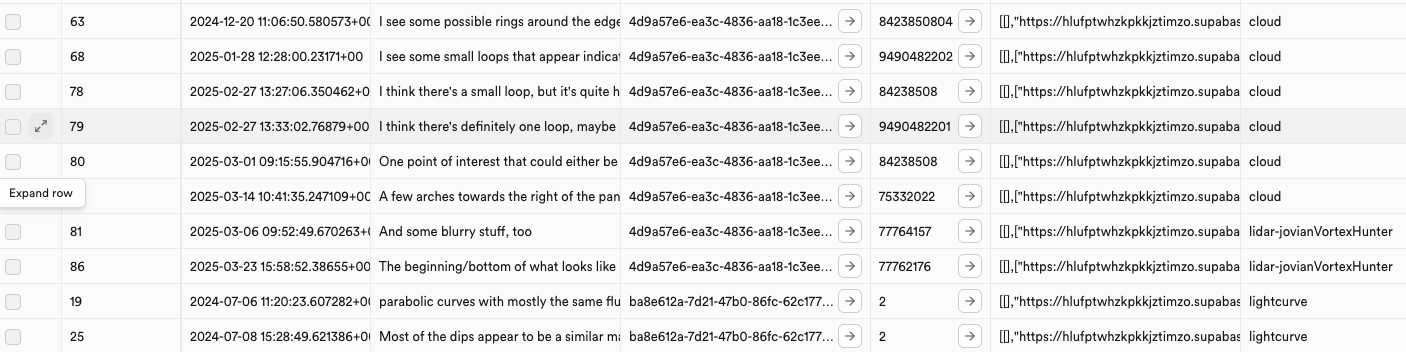 63 2024-12-20 11:06:50.580573+00 I see some possible rings around the edge 4d9a57e6-ea3c-4836-aa18-1c3ee... 8423850804 [[],"https://hlufptwhzkpkkjztimzo.supabas cloud
68 2025-01-28 12:28:00.23171+00 I see some small loops that appear indicat 4d9a57e6-ea3c-4836-aa18-1c3ee... 9490482202 [[],["https://hlufptwhzkpkkjztimzo.supaba cloud
78 2025-02-27 13:27:06.350462+0 I think there's a small loop, but it's quite h 4d9a57e6-ea3c-4836-aa18-1c3ee... 84238508 [[],["https://hlufptwhzkpkkjztimzo.supaba cloud
79 2025-02-27 13:33:02.76879+00 I think there's definitely one loop, maybe 4d9a57e6-ea3c-4836-aa18-1c3ee... 9490482201 [[],["https://hlufptwhzkpkkjztimzo.supaba cloud
80 2025-03-01 09:15:55.904716+00 One point of interest that could either be 4d9a57e6-ea3c-4836-aa18-1c3ee... 84238508 [[],["https://hlufptwhzkpkkjztimzo.supaba cloud
Expand row
2025-03-14 10:41:35.247109+00 A few arches towards the right of the pan 4d9a57e6-ea3c-4836-aa18-1c3ee... 75332022 [[],["https://hlufptwhzkpkkjztimzo.supaba cloud
81 2025-03-06 09:52:49.670263+0 And some blurry stuff, too 4d9a57e6-ea3c-4836-aa18-1c3ee... 77764157 [[],["https://hlufptwhzkpkkjztimzo.supaba lidar-jovianVortexHunter
86 2025-03-23 15:58:52.38655+00 The beginning/bottom of what looks like 4d9a57e6-ea3c-4836-aa18-1c3ee... 77762176 [[],["https://hlufptwhzkpkkjztimzo.supaba lidar-jovianVortexHunter
19 2024-07-06 11:20:23.607282+00 parabolic curves with mostly the same flu ba8e612a-7d21-47b0-86fc-62c177... 2 [[],"https://hlufptwhzkpkkjztimzo.supabas lightcurve
25 2024-07-08 15:28:49.621386+00 Most of the dips appear to be a similar ma ba8e612a-7d21-47b0-86fc-62c177... 2 [[],"https://hlufptwhzkpkkjztimzo.supabas lightcurve